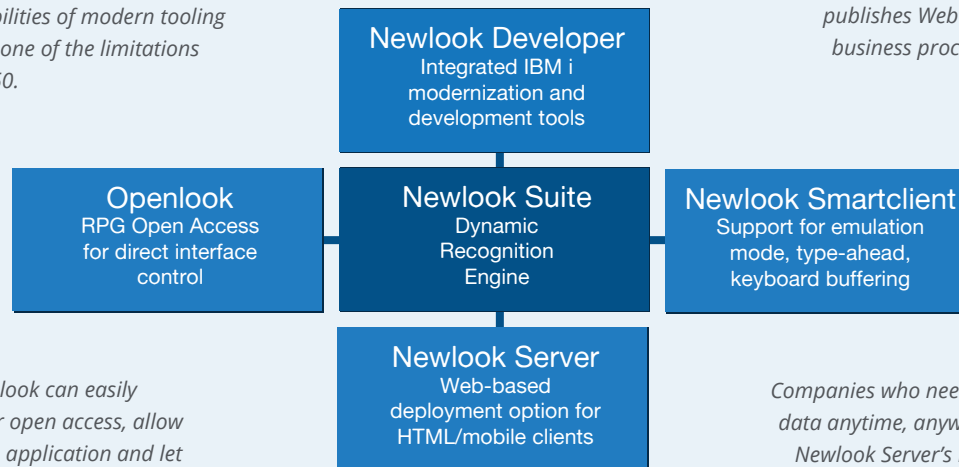 bilities of modern tooling
one of the limitations
0.
publishes Web
business proc
Newlook Developer
Integrated IBM i
modernization and
development tools
Openlook
RPG Open Access
for direct interface
control
Newlook Suite
Dynamic
Recognition
Engine
Newlook Smartclient
Support for emulation
mode, type-ahead,
keyboard buffering
Newlook Server
Web-based
deployment option for
HTML/mobile clients
look can easily
r open access, allow
application and let
Companies who nee
data anytime, anyw
Newlook Server's